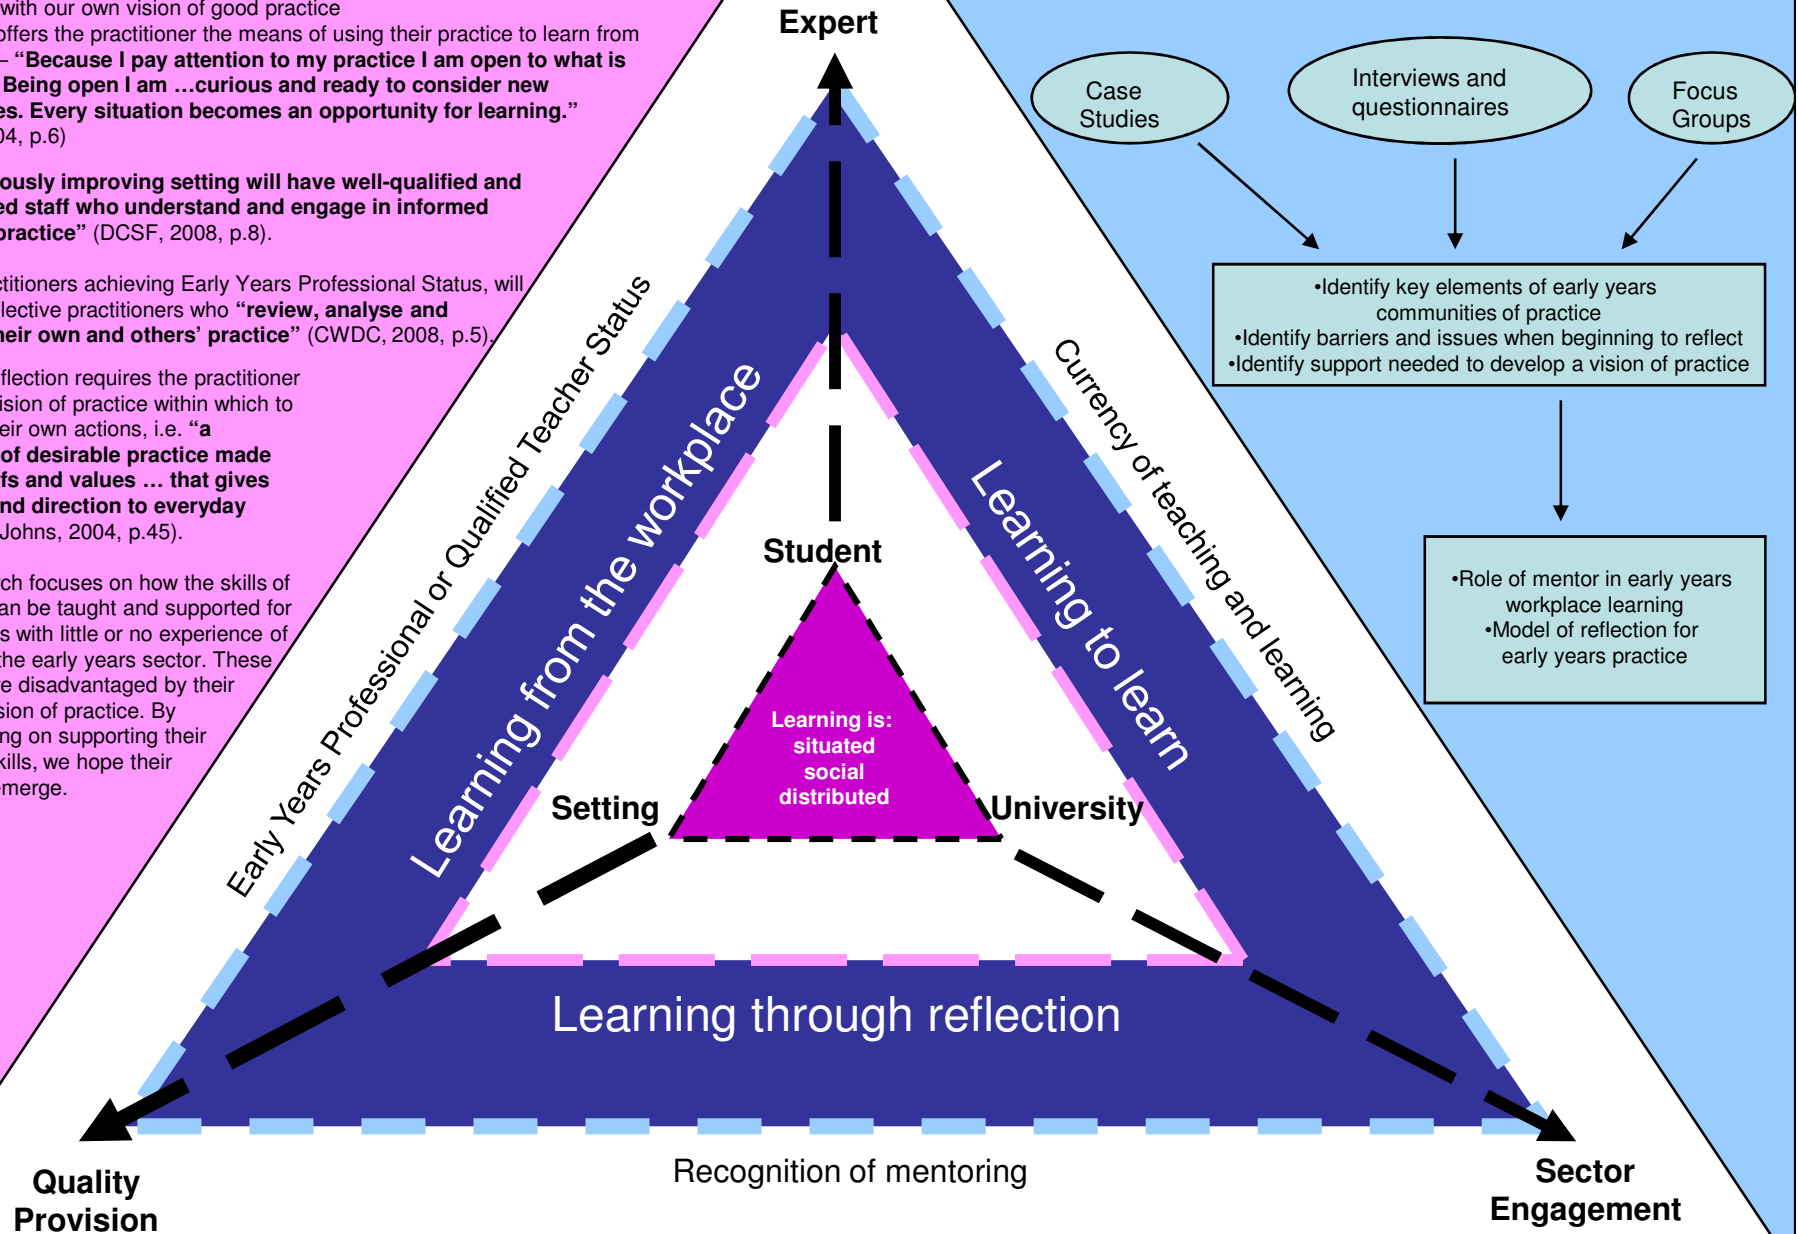 with our own vision of good practice
offers the practitioner the means of using their practice to learn from
– “Because I pay attention to my practice I am open to what is
Being open I am …curious and ready to consider new
es. Every situation becomes an opportunity for learning.”
04, p.6)
ously improving setting will have well-qualified and
ed staff who understand and engage in informed
practice” (DCSF, 2008, p.8).
ctitioners achieving Early Years Professional Status, will
flective practitioners who “review, analyse and
heir own and others’ practice” (CWDC, 2008, p.5).
flection requires the practitioner
ision of practice within which to
eir own actions, i.e. “a
of desirable practice made
fs and values … that gives
nd direction to everyday
Johns, 2004, p.45).
rch focuses on how the skills of
an be taught and supported for
s with little or no experience of
the early years sector. These
re disadvantaged by their
sion of practice. By
ng on supporting their
kills, we hope their
emerge.
Expert
Early Years Professional or Qualified Teacher Status
Learning from the workplace
Student
Learning is:
situated
social
distributed
Setting
University
Learning to learn
Currency of teaching and learning
Learning through reflection
Recognition of mentoring
Quality
Provision
Sector
Engagement
Case
Studies
Interviews and
questionnaires
Focus
Groups
•Identify key elements of early years
communities of practice
•Identify barriers and issues when beginning to reflect
•Identify support needed to develop a vision of practice
•Role of mentor in early years
workplace learning
•Model of reflection for
early years practice